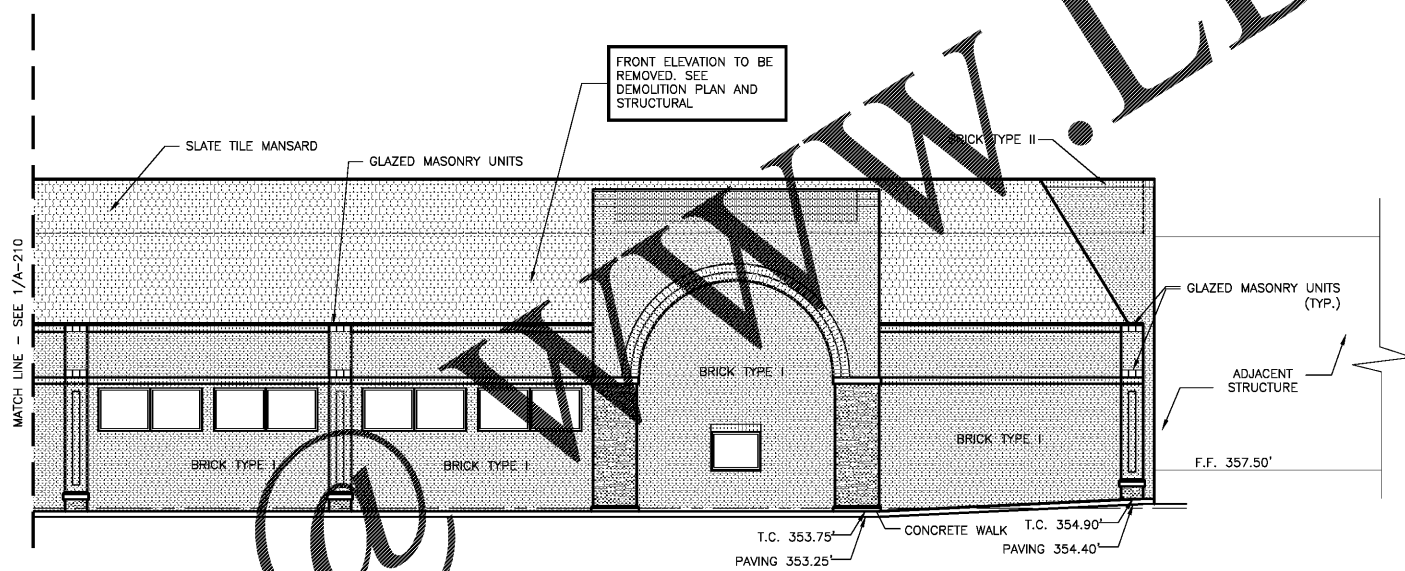 FRONT ELEVATION TO BE
REMOVED. SEE
DEMOLITION PLAN AND
STRUCTURAL
SLATE TILE MANSARD
GLAZED MASONRY UNITS
BRICK TYPE II
MATCH LINE - SEE 1/A-210
GLAZED MASONRY UNITS
(TYP.)
BRICK TYPE I
ADJACENT
STRUCTURE
BRICK TYPE I
BRICK TYPE I
BRICK TYPE I
F.F. 357.50'
T.C. 353.75'
CONCRETE WALK
T.C. 354.90'
PAVING 353.25'
PAVING 354.40'
@WWW.